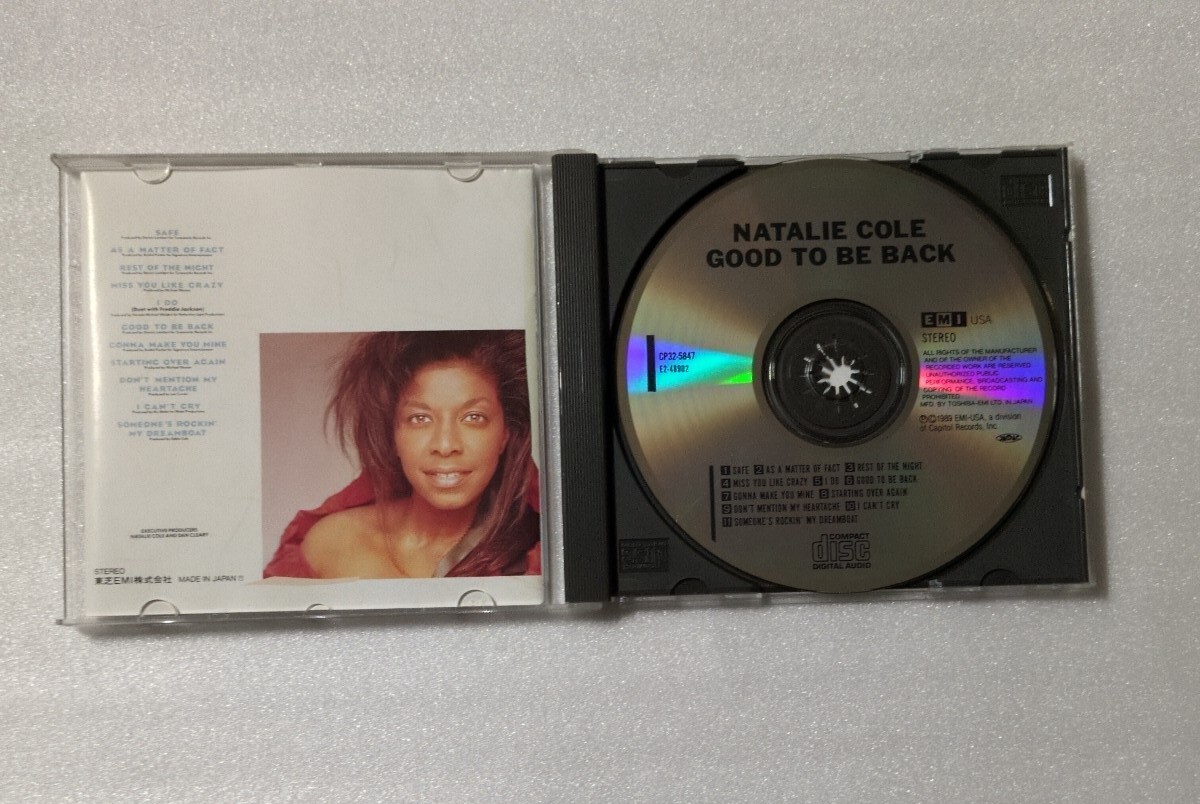 SAFE
AS A MATTER OF FACT
REST OF THE NIGHT
MISS YOU LIKE CRAZY
I DO
(Duet with Freddie Jackson)
GOOD TO BE BACK
GONNA MAKE YOU MINE
STARTING OVER AGAIN
DON'T MENTION MY
HEARTACHE
I CAN'T CRY
SOMEONE'S ROCKIN'
MY DREAMBOAT
EXECUTIVE PRODUCERS
NATALIE COLE AND DAN CLEARY
STEREO
東芝EMI株式会社 MADE IN JAPAN
NATALIE COLE
GOOD TO BE BACK
EMI USA
STEREO
CP32-5847
E2-48902
ALL RIGHTS OF THE MANUFACTURER
AND OF THE OWNER OF THE
RECORDED WORK ARE RESERVED
UNAUTHORIZED PUBLIC
PERFORMANCE, BROADCASTING AND
COPYING OF THE RECORD
PROHIBITED.
MFD. BY TOSHIBA-EMI LTD. IN JAPAN.
Ⓟ©1989 EMI-USA, a division
of Capitol Records, Inc.
1 SAFE 2 AS A MATTER OF FACT 3 REST OF THE NIGHT
4 MISS YOU LIKE CRAZY 5 I DO 6 GOOD TO BE BACK
7 GONNA MAKE YOU MINE 8 STARTING OVER AGAIN
9 DON'T MENTION MY HEARTACHE 10 I CAN'T CRY
11 SOMEONE'S ROCKIN' MY DREAMBOAT
COMPACT
disc
DIGITAL AUDIO